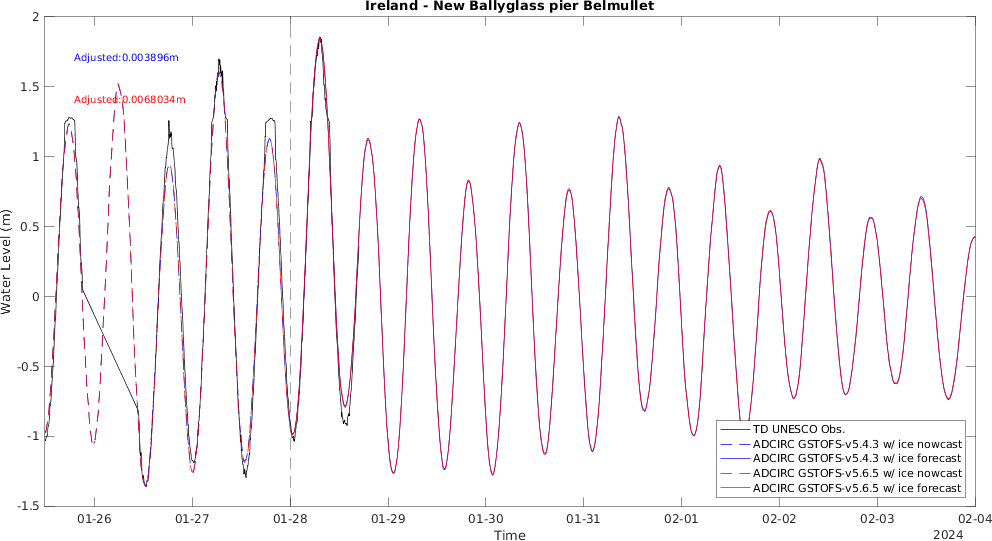 Ireland - New Ballyglass pier Belmullet
2
1.5
1
0.5
0
-0.5
-1
-1.5
Water Level (m)
Adjusted:0.003896m
Adjusted:0.0068034m
TD UNESCO Obs.
ADCIRC GSTOFS-v5.4.3 w/ ice nowcast
ADCIRC GSTOFS-v5.4.3 w/ ice forecast
ADCIRC GSTOFS-v5.6.5 w/ ice nowcast
ADCIRC GSTOFS-v5.6.5 w/ ice forecast
01-26 01-27 01-28 01-29 01-30 01-31 02-01 02-02 02-03 02-04
Time
2024